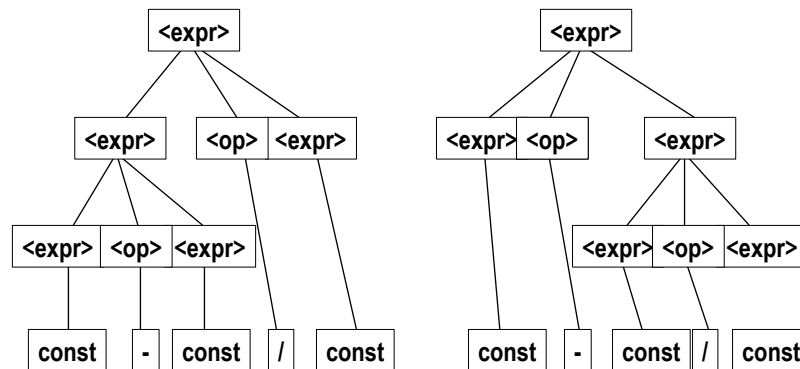 <expr> <expr>
<expr> <op> <expr> <expr> <op> <expr>
<expr> <op> <expr> <expr> <op> <expr>
const - const / const const - const / const